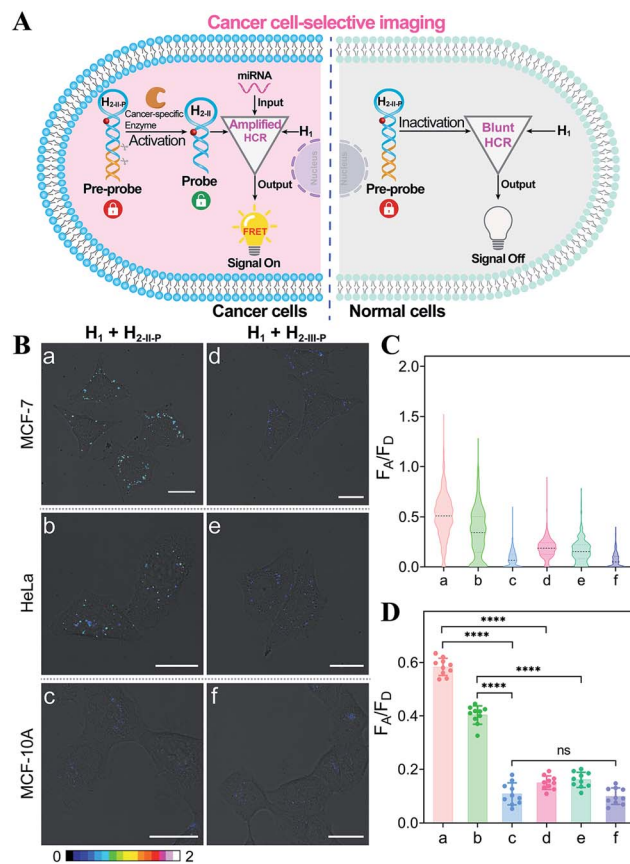 A
Cancer cell-selective imaging
miRNA
H2-II-P
Cancer-specific
Enzyme
Activation
H2-II
Input
Amplified
HCR
H1
Pre-probe
Probe
Output
FRET
Signal On
Nucleus
Cancer cells
Nucleus
H2-II-P
Inactivation
Blunt
HCR
H1
Pre-probe
Output
Signal Off
Normal cells
B
H1 + H2-II-P
H1 + H2-III-P
MCF-7
a
d
HeLa
b
e
MCF-10A
c
f
0
2
C
FA/FD
2.0
1.5
1.0
0.5
0.0
a b c d e f
D
FA/FD
0.6
0.4
0.2
0.0
****
****
****
****
ns
a b c d e f